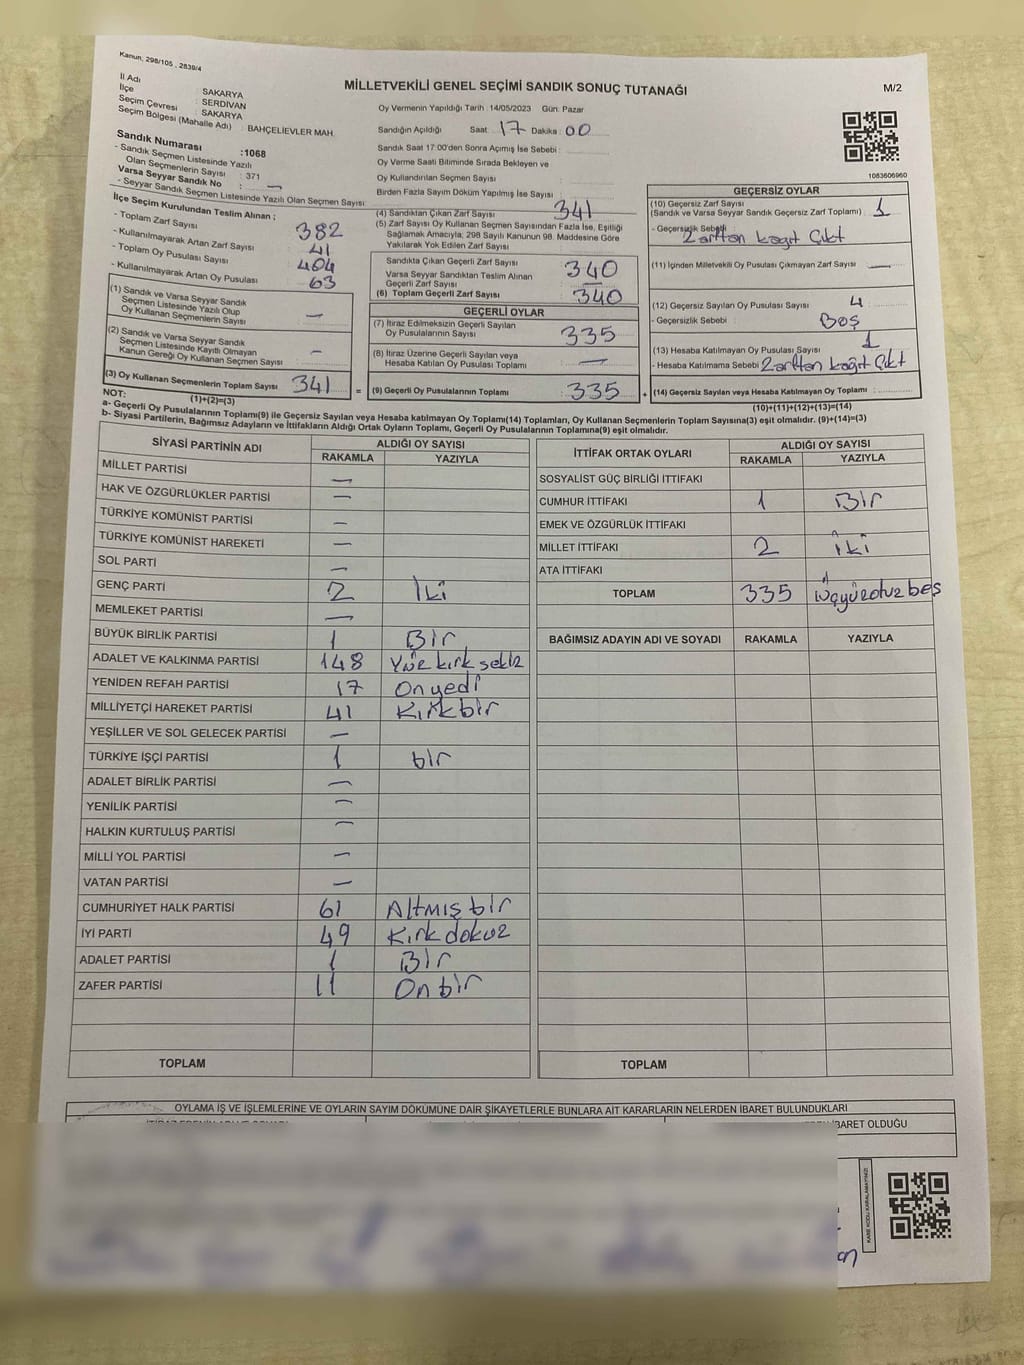 Kanun, 298/105 , 2839/4
MİLLETVEKİLİ GENEL SEÇİMİ SANDIK SONUÇ TUTANAĞI
M/2
İl Adı
İlçe SAKARYA
Seçim Çevresi SERDİVAN
Seçim Bölgesi (Mahalle Adı) SAKARYA
: BAHÇELİEVLER MAH.
Sandık Numarası :1068
- Sandık Seçmen Listesinde Yazılı
Olan Seçmenlerin Sayısı : 371
Varsa Seyyar Sandık No : —
- Seyyar Sandık Seçmen Listesinde Yazılı Olan Seçmen Sayısı:
Oy Vermenin Yapıldığı Tarih : 14/05/2023 Gün: Pazar
Sandığın Açıldığı Saat : 17 Dakika : 00
Sandık Saat 17:00'den Sonra Açımış İse Sebebi :
Oy Verme Saati Bitiminde Sırada Bekleyen ve
Oy Kullandırılan Seçmen Sayısı
Birden Fazla Sayım Döküm Yapılmış İse Sayısı :
1083606960
İlçe Seçim Kurulundan Teslim Alınan ;
- Toplam Zarf Sayısı 382
- Kullanılmayarak Artan Zarf Sayısı 41
- Toplam Oy Pusulası Sayısı 404
- Kullanılmayarak Artan Oy Pusulası 63
(1) Sandık ve Varsa Seyyar Sandık
Seçmen Listesinde Yazılı Olup
Oy Kullanan Seçmenlerin Sayısı —
(2) Sandık ve Varsa Seyyar Sandık
Seçmen Listesinde Kayıtlı Olmayan
Kanun Gereği Oy Kullanan Seçmen Sayısı —
(3) Oy Kullanan Seçmenlerin Toplam Sayısı 341
(1)+(2)=(3)
(4) Sandıktan Çıkan Zarf Sayısı 341
(5) Zarf Sayısı Oy Kullanan Seçmen Sayısından Fazla İse, Eşitliği
Sağlamak Amacıyla, 298 Sayılı Kanunun 98. Maddesine Göre
Yakılarak Yok Edilen Zarf Sayısı
Sandıkta Çıkan Geçerli Zarf Sayısı 340
Varsa Seyyar Sandıktan Teslim Alınan
Geçerli Zarf Sayısı —
(6) Toplam Geçerli Zarf Sayısı 340
GEÇERLİ OYLAR
(7) İtiraz Edilmeksizin Geçerli Sayılan
Oy Pusulalarının Sayısı 335
(8) İtiraz Üzerine Geçerli Sayılan veya
Hesaba Katılan Oy Pusulası Toplamı —
= (9) Geçerli Oy Pusulalarının Toplamı 335 +
GEÇERSİZ OYLAR
(10) Geçersiz Zarf Sayısı
(Sandık ve Varsa Seyyar Sandık Geçersiz Zarf Toplamı) 1
- Geçersizlik Sebebi
Zarftan kağıt Çıktı
(11) İçinden Milletvekili Oy Pusulası Çıkmayan Zarf Sayısı —
(12) Geçersiz Sayılan Oy Pusulası Sayısı 4
- Geçersizlik Sebebi : Boş
(13) Hesaba Katılmayan Oy Pusulası Sayısı 1
- Hesaba Katılmama Sebebi Zarftan kağıt Çıktı
(14) Geçersiz Sayılan veya Hesaba Katılmayan Oy Toplamı :
(10)+(11)+(12)+(13)=(14)
NOT:
a- Geçerli Oy Pusulalarının Toplamı(9) ile Geçersiz Sayılan veya Hesaba katılmayan Oy Toplam(14) Toplamları, Oy Kullanan Seçmenlerin Toplam Sayısına(3) eşit olmalıdır. (9)+(14)=(3)
b- Siyasi Partilerin, Bağımsız Adayların ve İttifakların Aldığı Ortak Oyların Toplamı, Geçerli Oy Pusulalarının Toplamına(9) eşit olmalıdır.
SİYASİ PARTİNİN ADI ALDIĞI OY SAYISI
RAKAMLA YAZIYLA
MİLLET PARTİSİ —
HAK VE ÖZGÜRLÜKLER PARTİSİ —
TÜRKİYE KOMÜNİST PARTİSİ —
TÜRKİYE KOMÜNİST HAREKETİ —
SOL PARTİ —
GENÇ PARTİ 2 İki
MEMLEKET PARTİSİ —
BÜYÜK BİRLİK PARTİSİ 1 Bir
ADALET VE KALKINMA PARTİSİ 148 Yüz kırk sekiz
YENİDEN REFAH PARTİSİ 17 On yedi
MİLLİYETÇİ HAREKET PARTİSİ 41 Kırkbir
YEŞİLLER VE SOL GELECEK PARTİSİ —
TÜRKİYE İŞÇİ PARTİSİ 1 bir
ADALET BİRLİK PARTİSİ —
YENİLİK PARTİSİ —
HALKIN KURTULUŞ PARTİSİ —
MİLLİ YOL PARTİSİ —
VATAN PARTİSİ —
CUMHURİYET HALK PARTİSİ 61 Altmış bir
İYİ PARTİ 49 Kırk dokuz
ADALET PARTİSİ 1 Bir
ZAFER PARTİSİ 11 On bir
TOPLAM
İTTİFAK ORTAK OYLARI ALDIĞI OY SAYISI
RAKAMLA YAZIYLA
SOSYALİST GÜÇ BİRLİĞİ İTTİFAKI
CUMHUR İTTİFAKI 1 Bir
EMEK VE ÖZGÜRLÜK İTTİFAKI
MİLLET İTTİFAKI 2 İki
ATA İTTİFAKI
TOPLAM 335 üçyüzotuz beş
BAĞIMSIZ ADAYIN ADI VE SOYADI RAKAMLA YAZIYLA
TOPLAM
OYLAMA İŞ VE İŞLEMLERİNE VE OYLARIN SAYIM DÖKÜMÜNE DAİR ŞİKAYETLERLE BUNLARA AİT KARARLARIN NELERDEN İBARET BULUNDUKLARI
İBARET OLDUĞU
KARE KODU KARALAMAYINIZ!